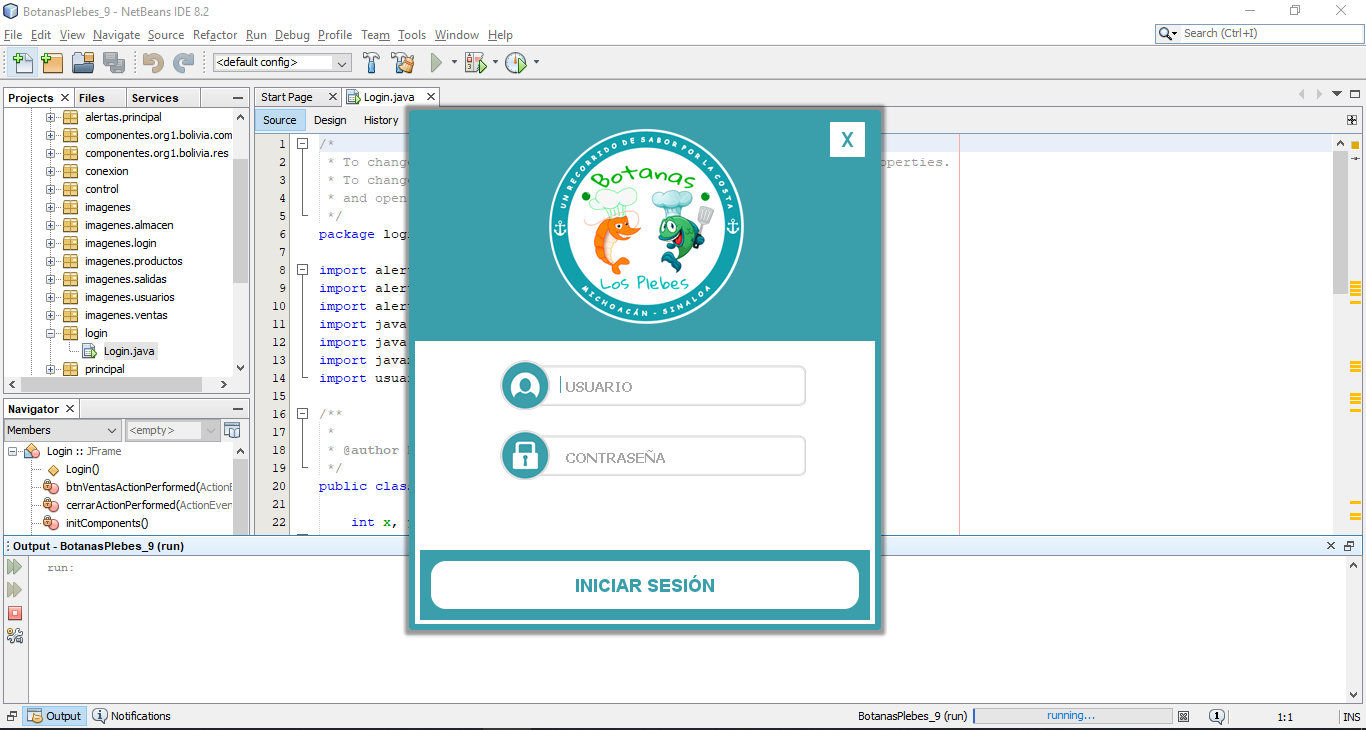 BotanasPlebes_9 - NetBeans IDE 8.2
File Edit View Navigate Source Refactor Run Debug Profile Team Tools Window Help
Search (Ctrl+I)
<default config>
Projects X Files Services
alertas.principal
componentes.org1.bolivia.com
componentes.org1.bolivia.res
conexion
control
imagenes
imagenes.almacen
imagenes.login
imagenes.productos
imagenes.salidas
imagenes.usuarios
imagenes.ventas
login
Login.java
principal
Navigator
Members <empty>
Login :: JFrame
Login()
btnVentasActionPerformed(ActionE
cerrarActionPerformed(ActionEven
initComponents()
Start Page Login.java
Source Design History
1 /*
2 * To chang operties.
3 * To chang
4 * and open
5 */
6 package log
7
8 import aler
9 import aler
10 import aler
11 import java
12 import java
13 import java
14 import usua
15
16 /**
17 *
18 * @author
19 */
20 public clas
21
22 int x,
X
UN RECORRIDO DE SABOR POR LA COSTA
Botanas
Los Plebes
MICHOACÁN - SINALOA
USUARIO
CONTRASEÑA
INICIAR SESIÓN
Output - BotanasPlebes_9 (run)
run:
Output Notifications
BotanasPlebes_9 (run) running... 1 1:1 INS